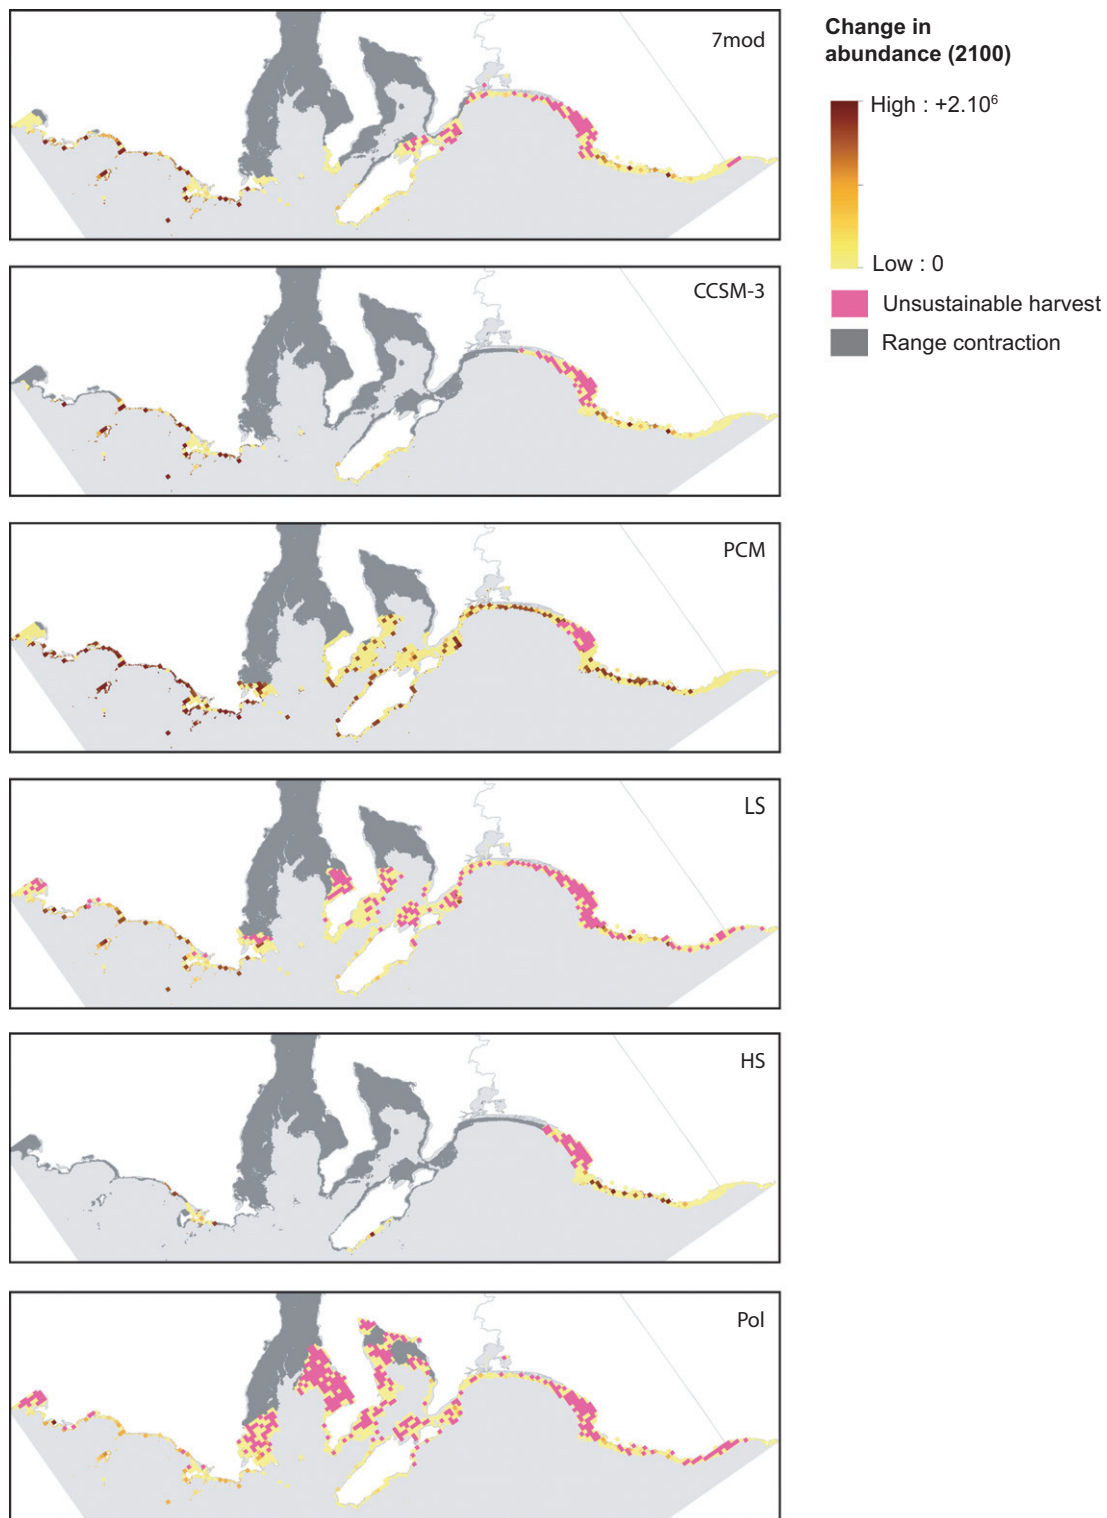 7mod
Change in
abundance (2100)
High : +2.10⁶
Low : 0
Unsustainable harvest
Range contraction
CCSM-3
PCM
LS
HS
Pol